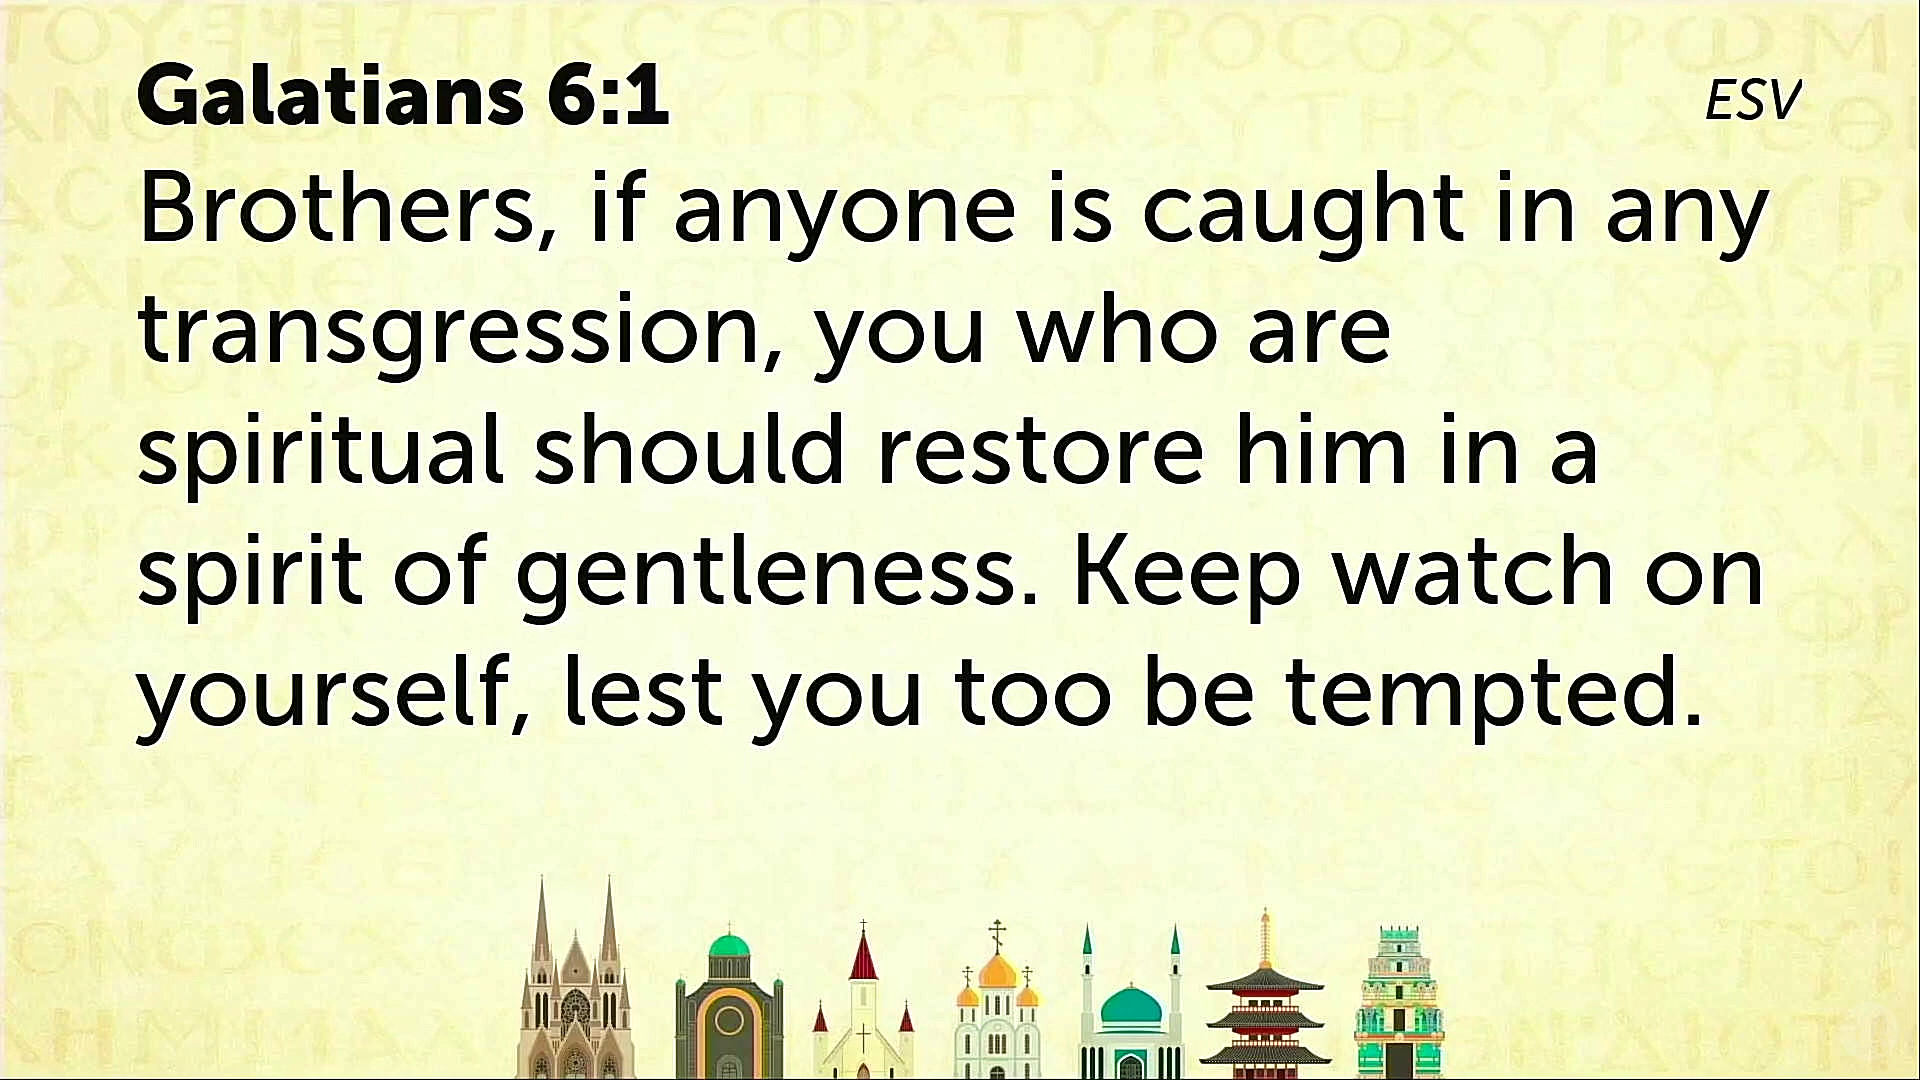 Galatians 6:1
ESV
Brothers, if anyone is caught in any
transgression, you who are
spiritual should restore him in a
spirit of gentleness. Keep watch on
yourself, lest you too be tempted.